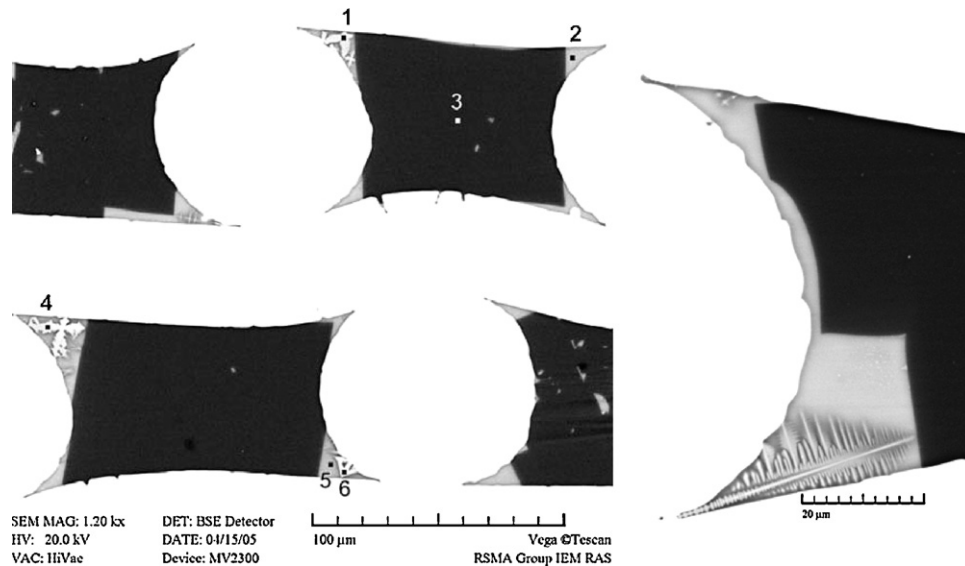 1
2
3
4
5
6
20 µm
SEM MAG: 1.20 kx DET: BSE Detector
HV: 20.0 kV DATE: 04/15/05 100 µm Vega ©Tescan
VAC: HiVac Device: MV2300 RSMA Group IEM RAS